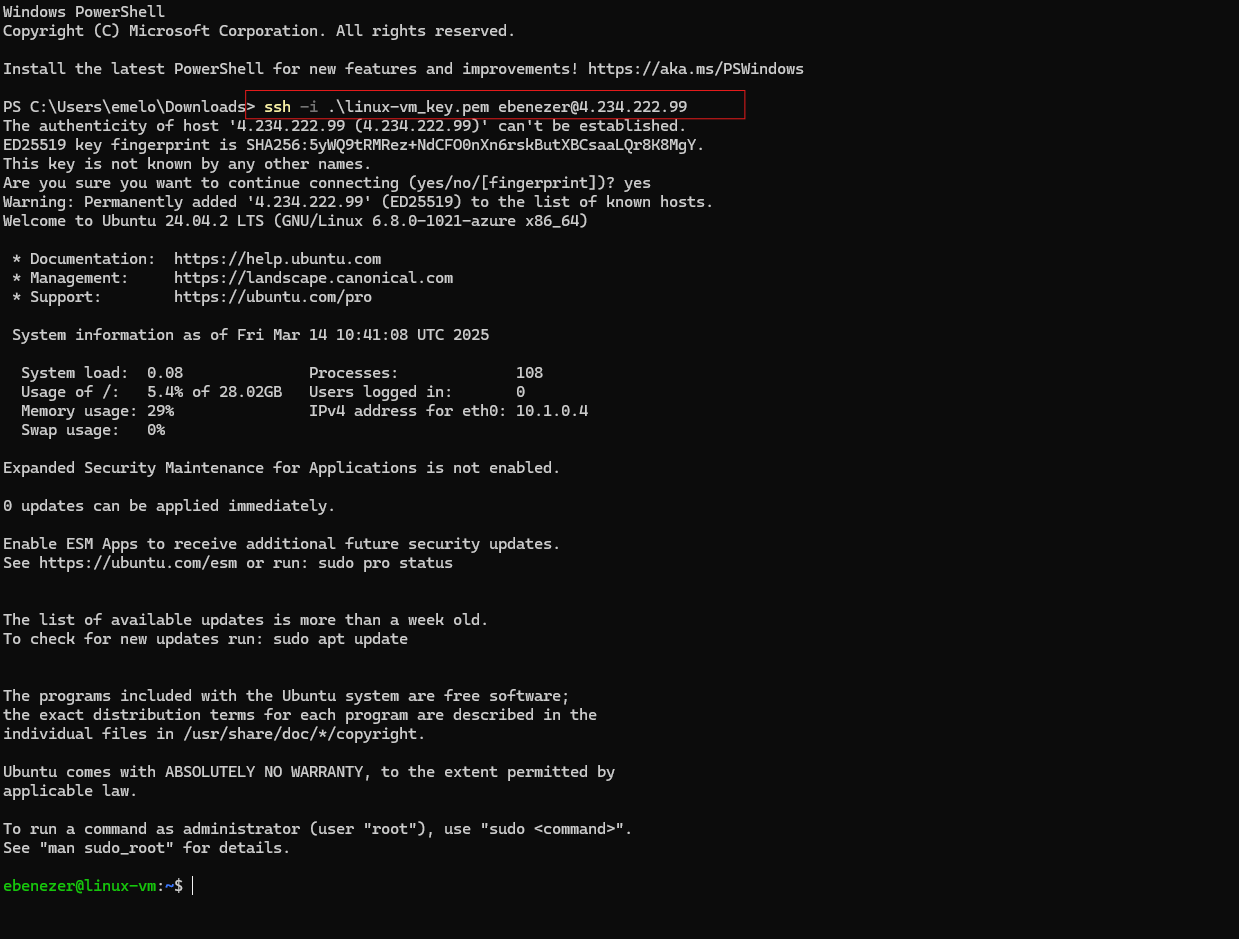 Windows PowerShell
Copyright (C) Microsoft Corporation. All rights reserved.
Install the latest PowerShell for new features and improvements! https://aka.ms/PSWindows
PS C:\Users\emelo\Downloads> ssh -i .\linux-vm_key.pem ebenezer@4.234.222.99
The authenticity of host '4.234.222.99 (4.234.222.99)' can't be established.
ED25519 key fingerprint is SHA256:5yWQ9tRMRez+NdCFO0nXn6rskButXBCsaaLQr8K8MgY.
This key is not known by any other names.
Are you sure you want to continue connecting (yes/no/[fingerprint])? yes
Warning: Permanently added '4.234.222.99' (ED25519) to the list of known hosts.
Welcome to Ubuntu 24.04.2 LTS (GNU/Linux 6.8.0-1021-azure x86_64)
* Documentation:  https://help.ubuntu.com
* Management:     https://landscape.canonical.com
* Support:        https://ubuntu.com/pro
System information as of Fri Mar 14 10:41:08 UTC 2025
System load:  0.08              Processes:             108
Usage of /:   5.4% of 28.02GB   Users logged in:       0
Memory usage: 29%               IPv4 address for eth0: 10.1.0.4
Swap usage:   0%
Expanded Security Maintenance for Applications is not enabled.
0 updates can be applied immediately.
Enable ESM Apps to receive additional future security updates.
See https://ubuntu.com/esm or run: sudo pro status
The list of available updates is more than a week old.
To check for new updates run: sudo apt update
The programs included with the Ubuntu system are free software;
the exact distribution terms for each program are described in the
individual files in /usr/share/doc/*/copyright.
Ubuntu comes with ABSOLUTELY NO WARRANTY, to the extent permitted by
applicable law.
To run a command as administrator (user "root"), use "sudo <command>".
See "man sudo_root" for details.
ebenezer@linux-vm:~$